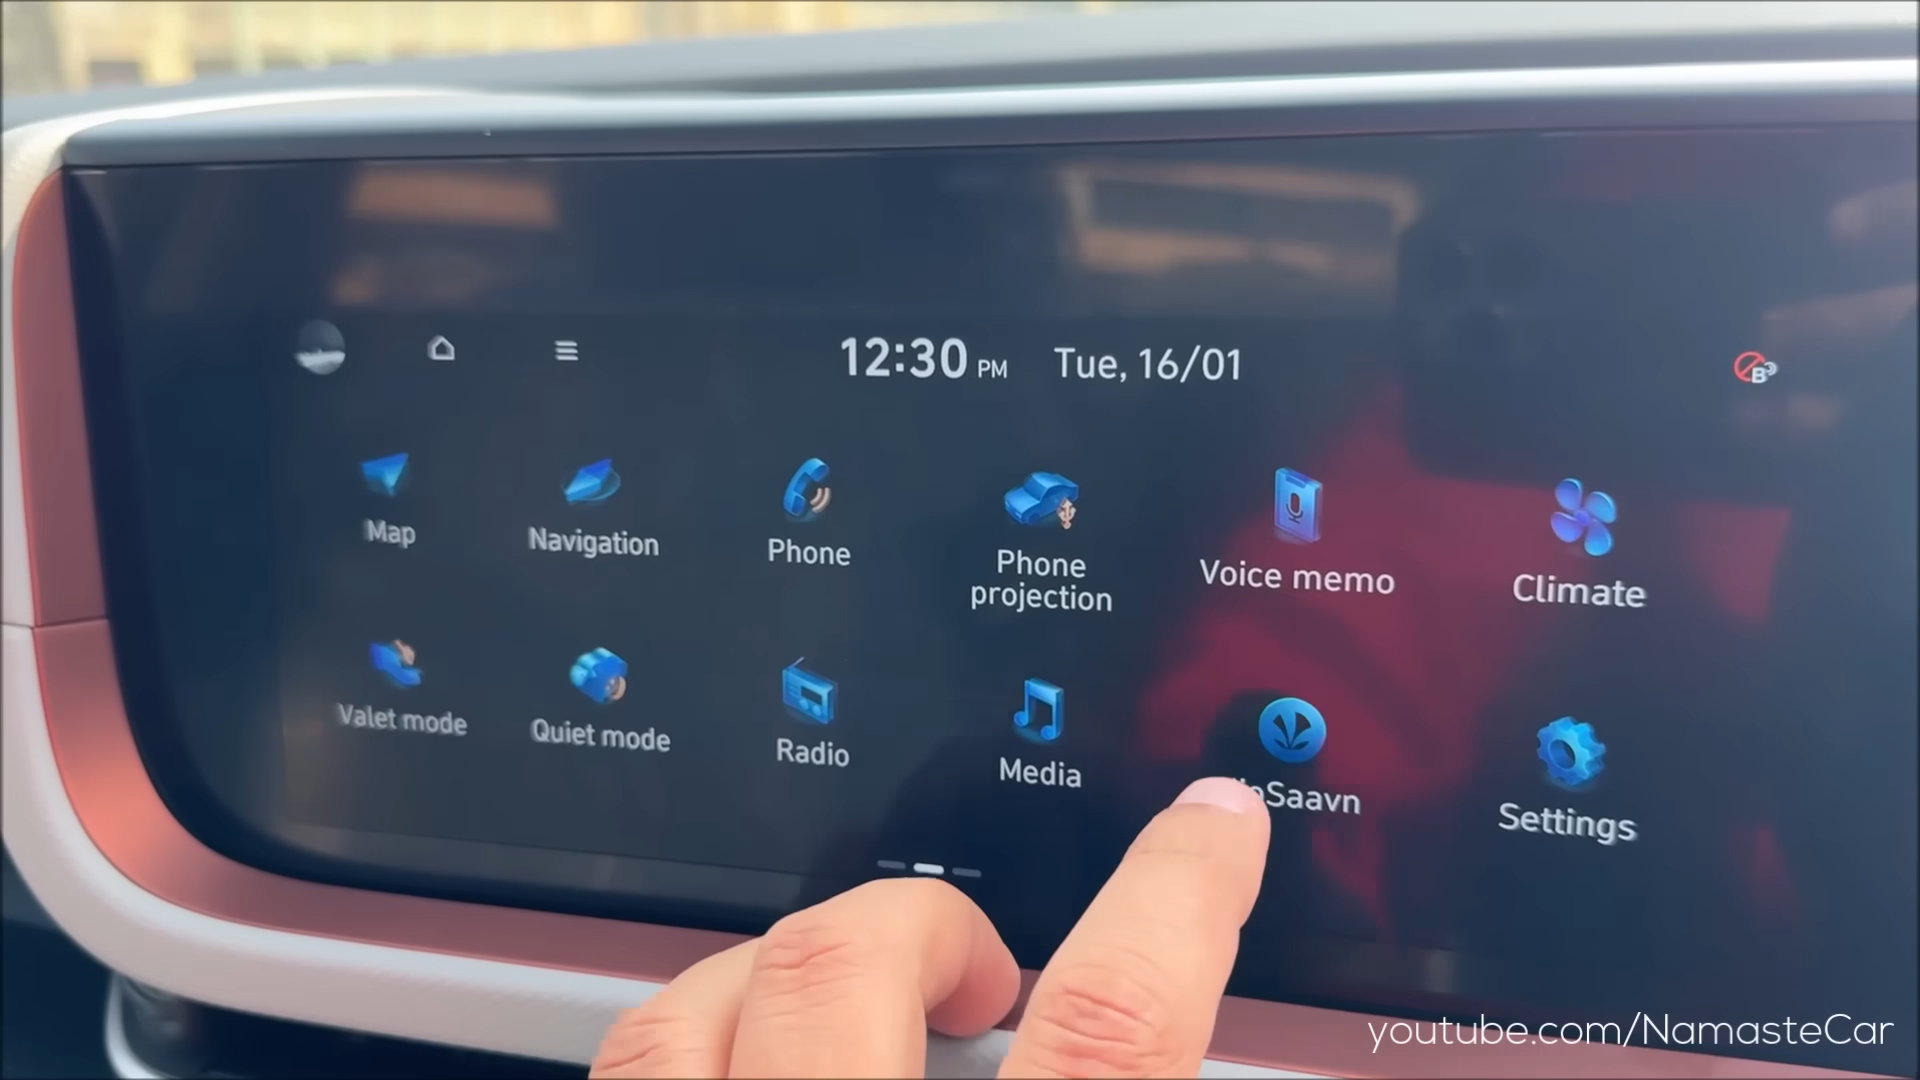 12:30 PM Tue, 16/01
Map
Navigation
Phone
Phone
projection
Voice memo
Climate
Valet mode
Quiet mode
Radio
Media
Saavn
Settings
youtube.com/NamasteCar